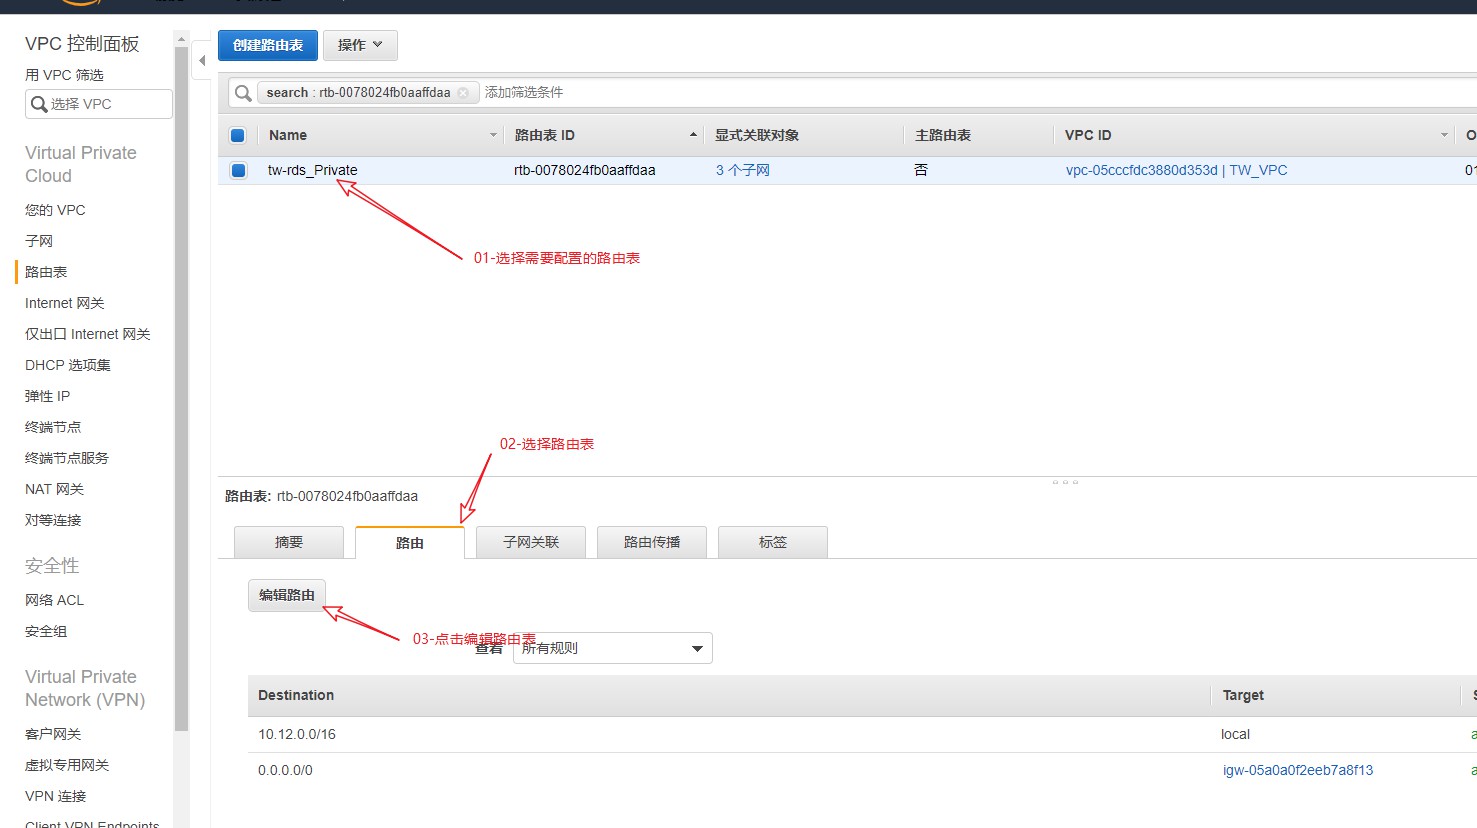 VPC 控制面板
用 VPC 筛选
选择 VPC
Virtual Private
Cloud
您的 VPC
子网
路由表
Internet 网关
仅出口 Internet 网关
DHCP 选项集
弹性 IP
终端节点
终端节点服务
NAT 网关
对等连接
安全性
网络 ACL
安全组
Virtual Private
Network (VPN)
客户网关
虚拟专用网关
VPN 连接
Client VPN Endpoints
创建路由表 操作
search : rtb-0078024fb0aaffdaa 添加筛选条件
Name 路由表 ID 显式关联对象 主路由表 VPC ID
tw-rds_Private rtb-0078024fb0aaffdaa 3 个子网 否 vpc-05cccfdc3880d353d | TW_VPC
01-选择需要配置的路由表
02-选择路由表
路由表: rtb-0078024fb0aaffdaa
摘要 路由 子网关联 路由传播 标签
编辑路由
03-点击编辑路由表
查看 所有规则
Destination Target
10.12.0.0/16 local
0.0.0.0/0 igw-05a0a0f2eeb7a8f13